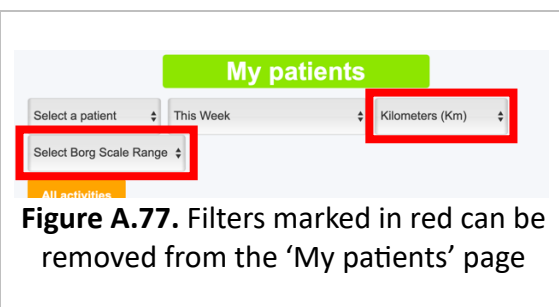 My patients
Select a patient This Week Kilometers (Km)
Select Borg Scale Range
All activities
Figure A.77. Filters marked in red can be
removed from the ‘My patients’ page